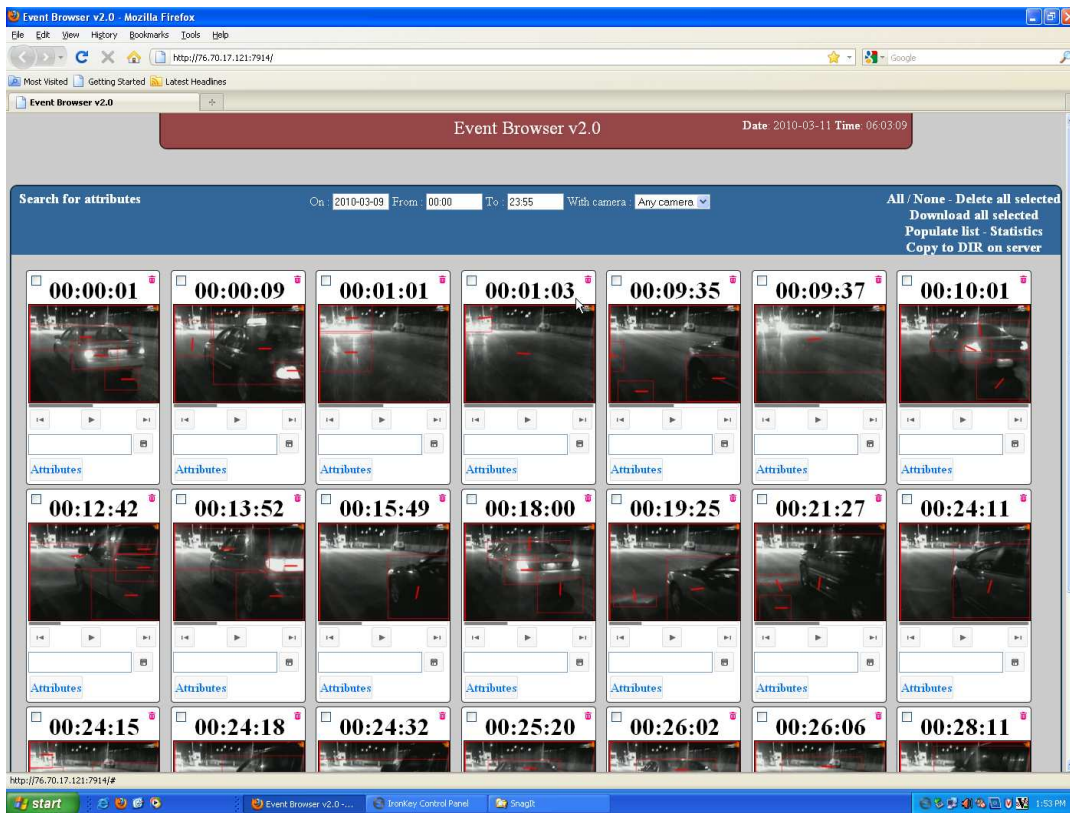 Event Browser v2.0 - Mozilla Firefox
File Edit View History Bookmarks Tools Help
http://76.70.17.121:7914/
Google
Most Visited Getting Started Latest Headlines
Event Browser v2.0
Event Browser v2.0
Date: 2010-03-11 Time: 06:03:09
Search for attributes
On : 2010-03-09 From : 00:00 To : 23:55 With camera : Any camera
All / None - Delete all selected
Download all selected
Populate list - Statistics
Copy to DIR on server
00:00:01 00:00:09 00:01:01 00:01:03 00:09:35 00:09:37 00:10:01
Attributes Attributes Attributes Attributes Attributes Attributes Attributes
00:12:42 00:13:52 00:15:49 00:18:00 00:19:25 00:21:27 00:24:11
Attributes Attributes Attributes Attributes Attributes Attributes Attributes
00:24:15 00:24:18 00:24:32 00:25:20 00:26:02 00:26:06 00:28:11
http://76.70.17.121:7914/#
start Event Browser v2.0 -... IronKey Control Panel SnagIt 1:53 PM